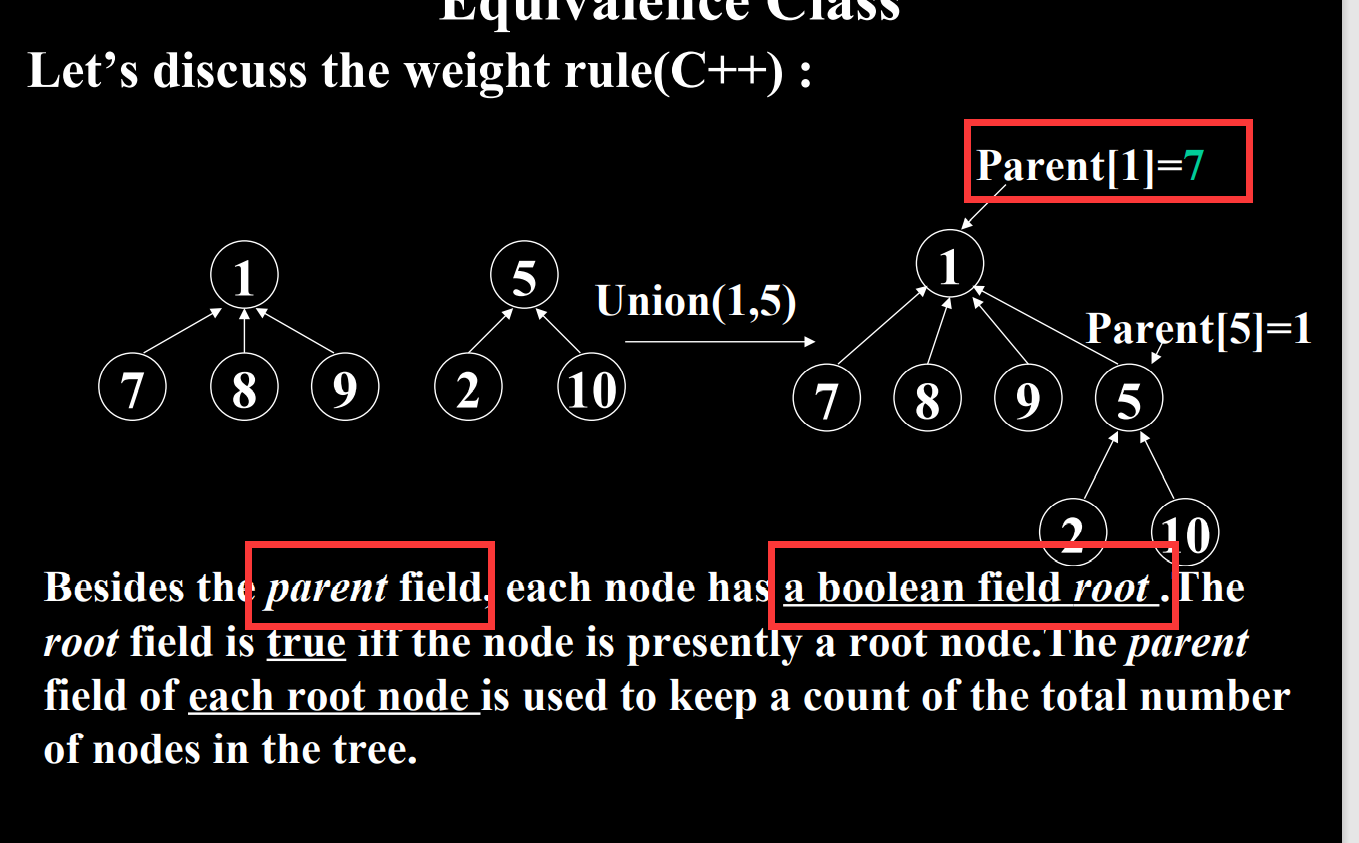 Equivalence Class
Let’s discuss the weight rule(C++) :
Parent[1]=7
1
5
Union(1,5)
1
Parent[5]=1
7 8 9 2 10
7 8 9 5
2 10
Besides the parent field, each node has a boolean field root .The
root field is true iff the node is presently a root node.The parent
field of each root node is used to keep a count of the total number
of nodes in the tree.